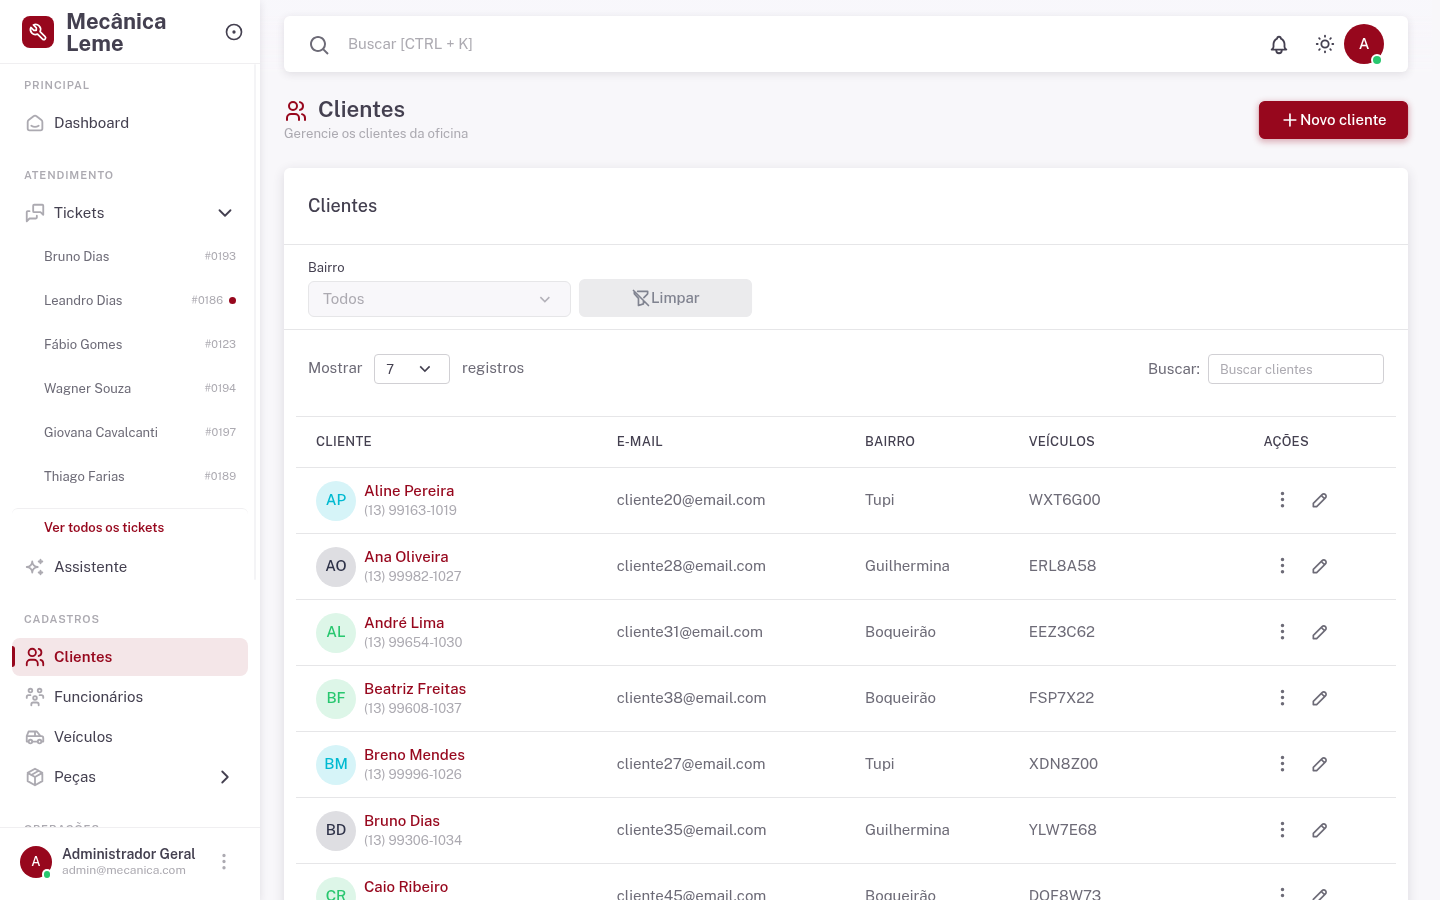 Mecânica
Leme
PRINCIPAL
Dashboard
ATENDIMENTO
Tickets
Bruno Dias #0193
Leandro Dias #0186
Fábio Gomes #0123
Wagner Souza #0194
Giovana Cavalcanti #0197
Thiago Farias #0189
Ver todos os tickets
Assistente
CADASTROS
Clientes
Funcionários
Veículos
Peças
OPERAÇÕES
A
Administrador Geral
admin@mecanica.com
Buscar [CTRL + K]
A
Clientes
Gerencie os clientes da oficina
Novo cliente
Clientes
Bairro
Todos
Limpar
Mostrar 7 registros
Buscar: Buscar clientes
CLIENTE E-MAIL BAIRRO VEÍCULOS AÇÕES
AP Aline Pereira cliente20@email.com Tupi WXT6G00
(13) 99163-1019
AO Ana Oliveira cliente28@email.com Guilhermina ERL8A58
(13) 99982-1027
AL André Lima cliente31@email.com Boqueirão EEZ3C62
(13) 99654-1030
BF Beatriz Freitas cliente38@email.com Boqueirão FSP7X22
(13) 99608-1037
BM Breno Mendes cliente27@email.com Tupi XDN8Z00
(13) 99996-1026
BD Bruno Dias cliente35@email.com Guilhermina YLW7E68
(13) 99306-1034
CR Caio Ribeiro cliente45@email.com Boqueirão DOF8W73